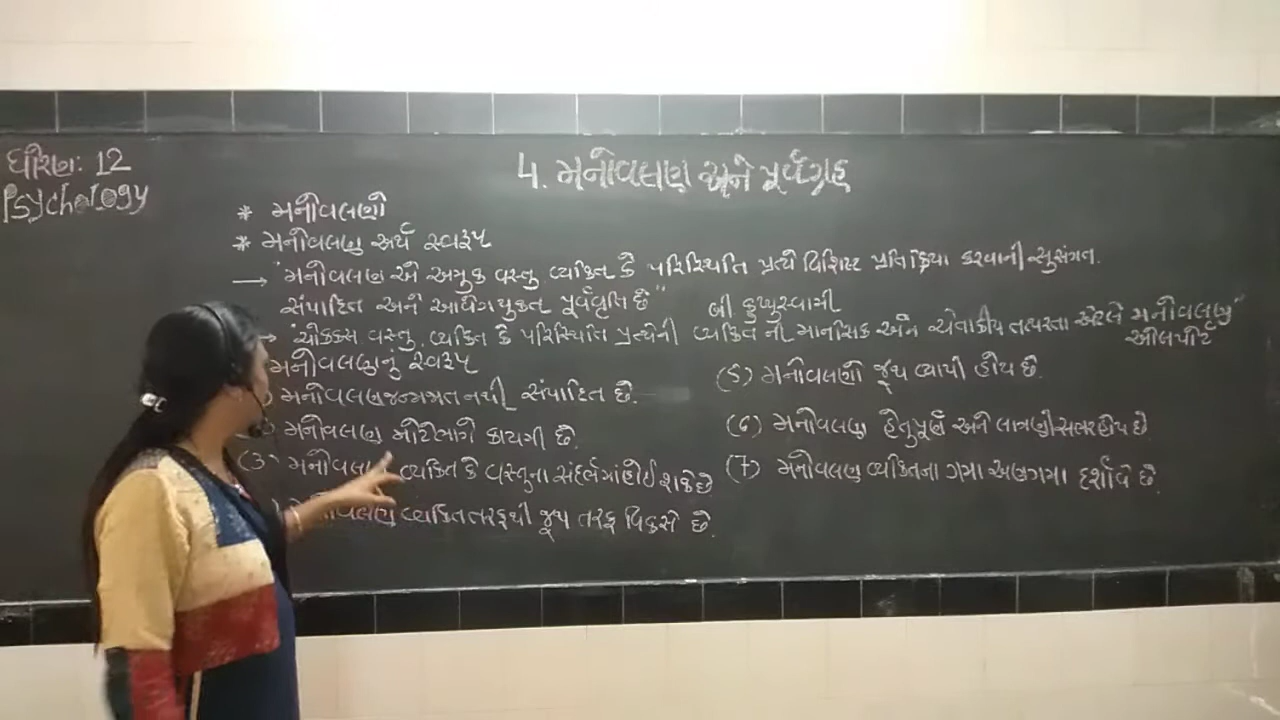 ધોરણ: 12
Psychology
4. મનોવલણ અને પૂર્વગ્રહ
* મનોવલણો
* મનોવલણ અર્થ સ્વરૂપ
→ "મનોવલણ એ અમુક વસ્તુ, વ્યક્તિ કે પરિસ્થિતિ પ્રત્યે વિશિષ્ટ પ્રતિક્રિયા કરવાની સુસંગત.
સંપાદિત અને આવેગયુક્ત પૂર્વવૃત્તિ છે" બી કુપ્પુસ્વામી
→ "ચોક્કસ વસ્તુ, વ્યક્તિ કે પરિસ્થિતિ પ્રત્યેની વ્યક્તિ ની માનસિક અને ચેતાકીય તત્પરતા એટલે મનોવલણ"
ઓલપોર્ટ
મનોવલણનું સ્વરૂપ
મનોવલણ જન્મજાત નથી સંપાદિત છે.
મનોવલણ મોટેભાગે કાયમી છે.
(3) વ્યક્તિ કે વસ્તુના સંદર્ભમાં હોઈ શકે છે
વ્યક્તિ તરફથી જૂથ તરફ વિકસે છે.
(5) મનોવલણો જૂથ વ્યાપી હોય છે.
(6) મનોવલણ હેતુપૂર્ણ અને લાગણીસભર હોય છે
(7) મનોવલણ વ્યક્તિના ગમા અણગમા દર્શાવે છે.